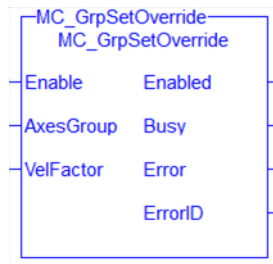 MC_GrpSetOverride
MC_GrpSetOverride
Enable Enabled
AxesGroup Busy
VelFactor Error
ErrorID